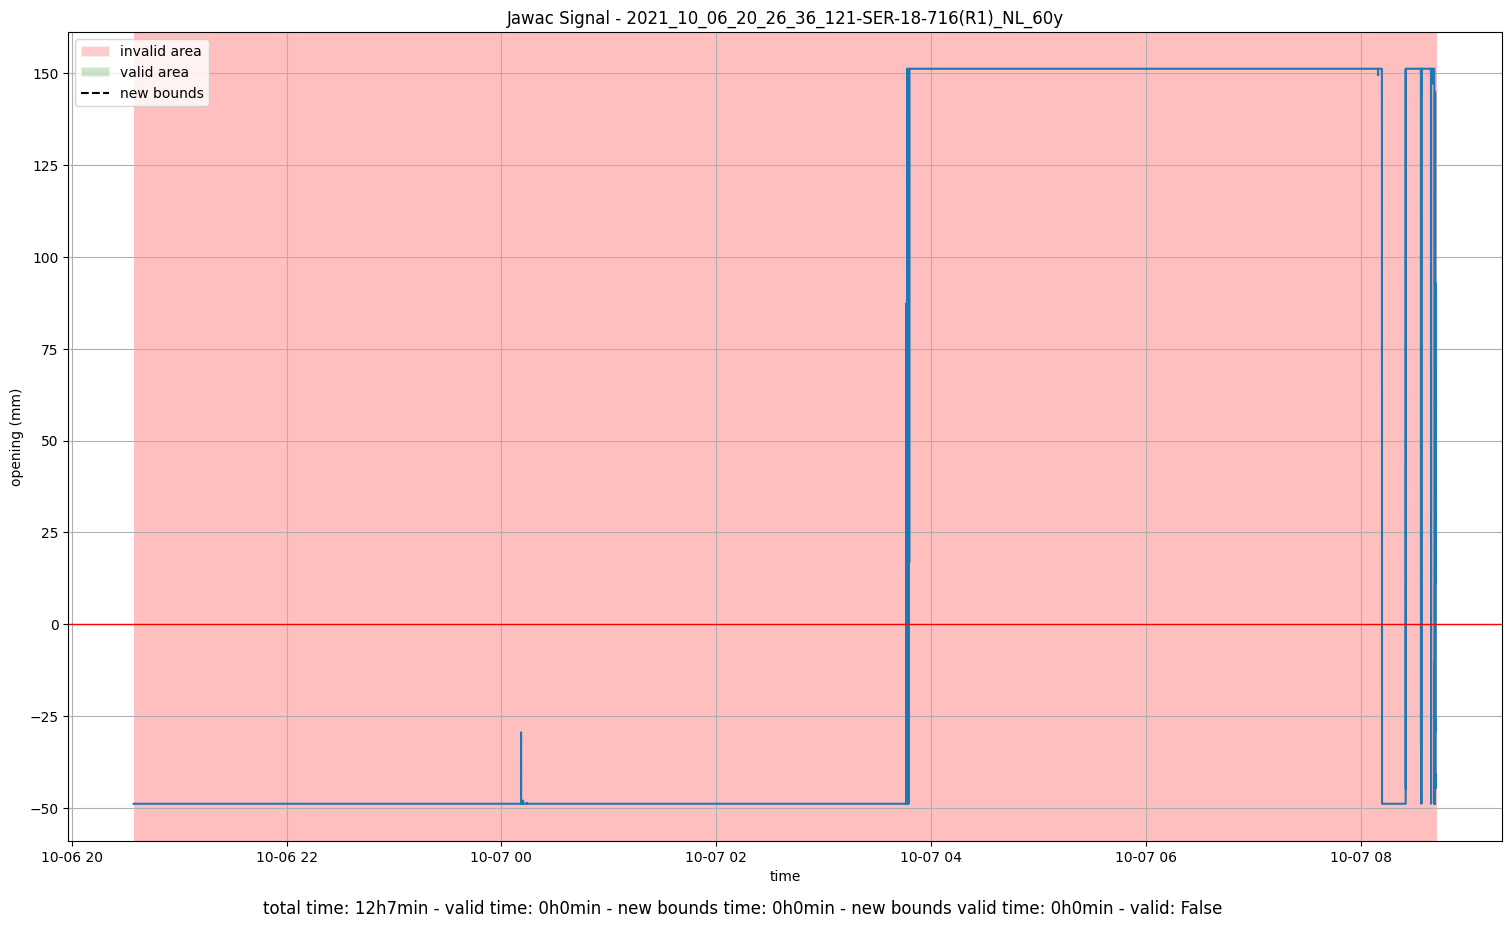 Jawac Signal - 2021_10_06_20_26_36_121-SER-18-716(R1)_NL_60y
invalid area
valid area
new bounds
150
125
100
75
50
25
0
−25
−50
opening (mm)
10-06 20
10-06 22
10-07 00
10-07 02
10-07 04
10-07 06
10-07 08
time
total time: 12h7min - valid time: 0h0min - new bounds time: 0h0min - new bounds valid time: 0h0min - valid: False